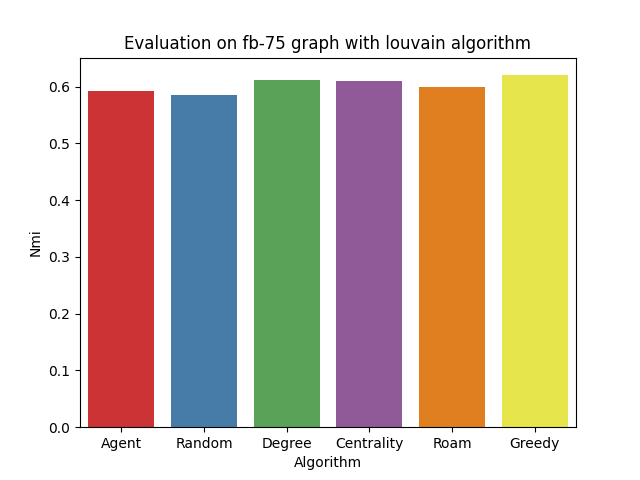 Evaluation on fb-75 graph with louvain algorithm
0.6
0.5
0.4
0.3
0.2
0.1
0.0
Nmi
Agent Random Degree Centrality Roam Greedy
Algorithm